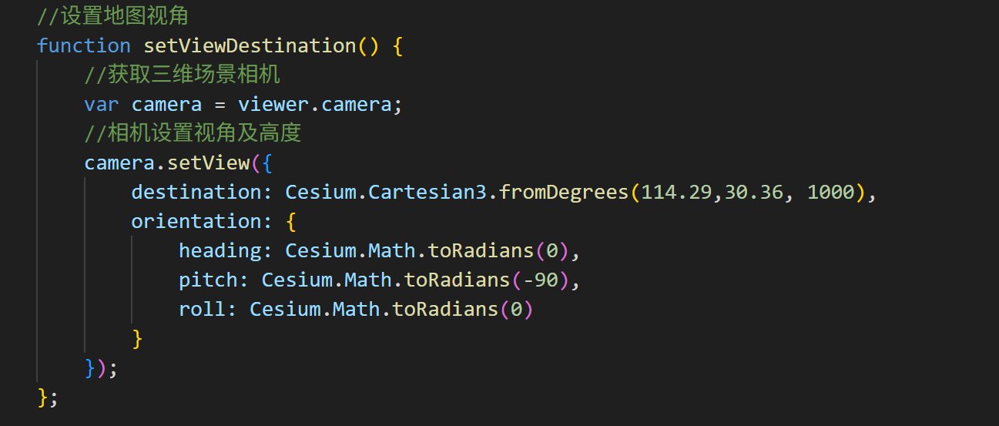 //设置地图视角
function setViewDestination() {
//获取三维场景相机
var camera = viewer.camera;
//相机设置视角及高度
camera.setView({
destination: Cesium.Cartesian3.fromDegrees(114.29,30.36, 1000),
orientation: {
heading: Cesium.Math.toRadians(0),
pitch: Cesium.Math.toRadians(-90),
roll: Cesium.Math.toRadians(0)
}
});
};